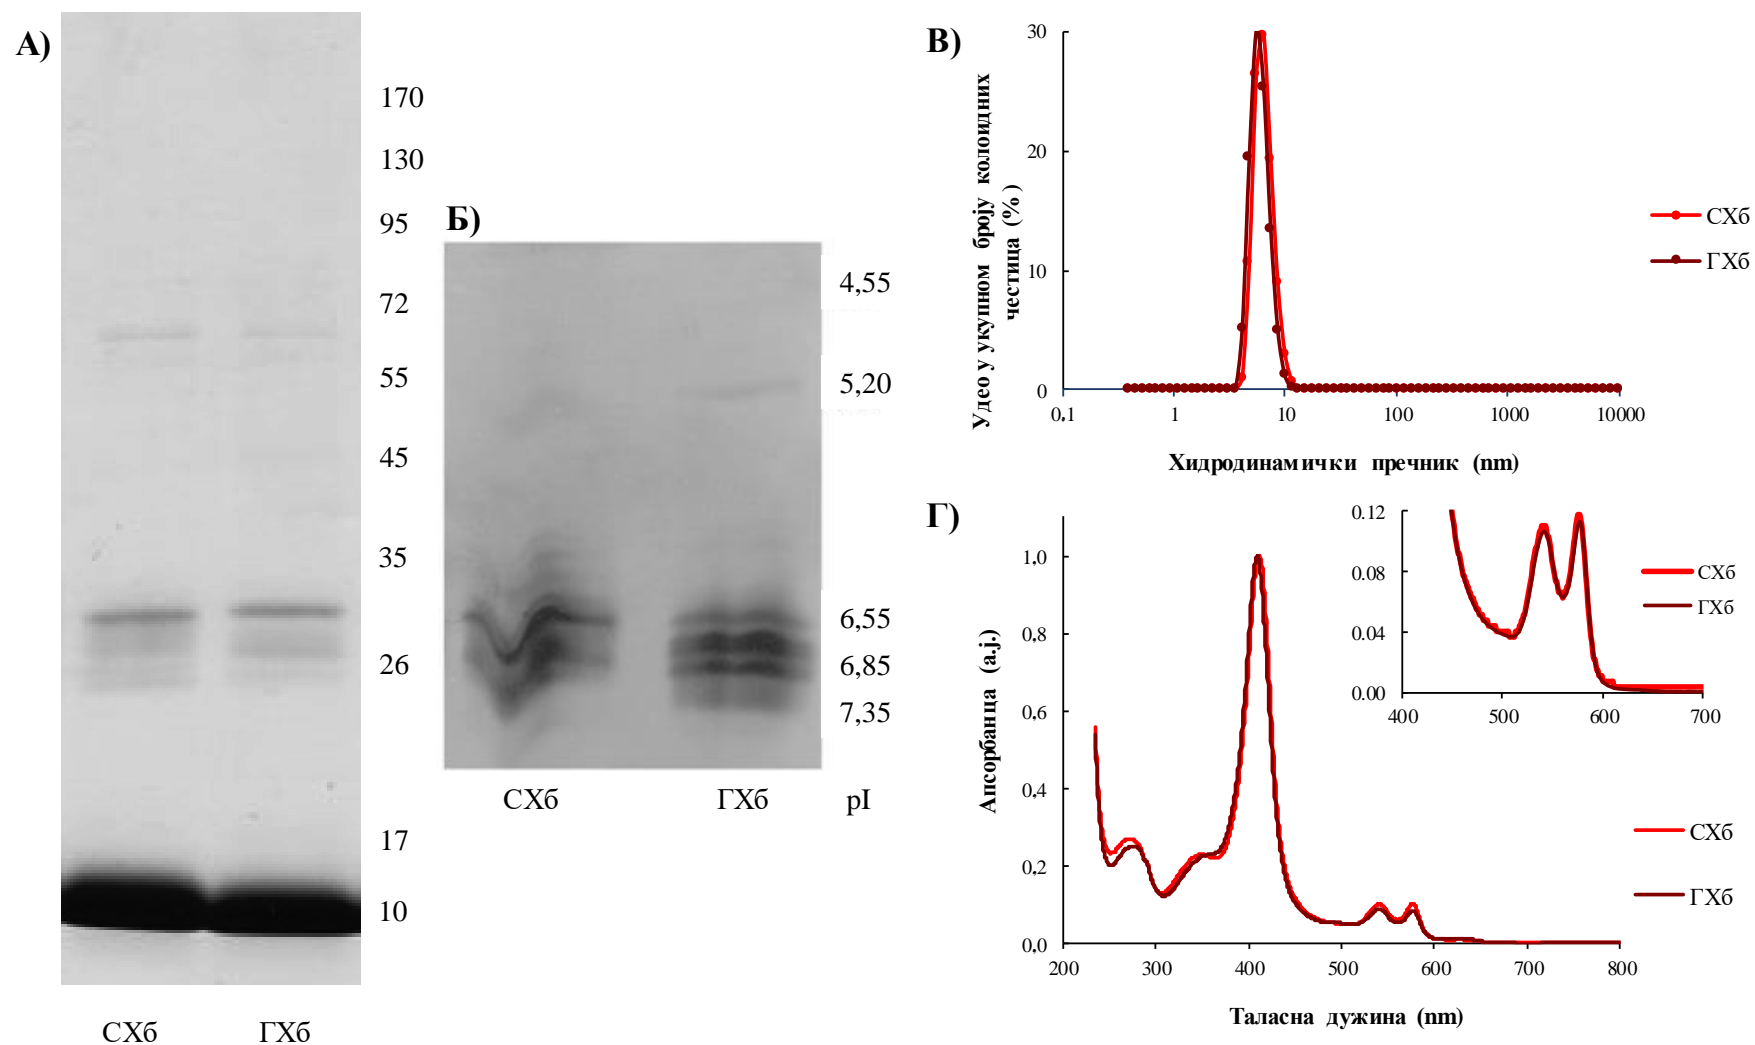 А)
170
130
95
72
55
45
35
26
17
10
СХб ГХб
Б)
4,55
5,20
6,55
6,85
7,35
СХб ГХб pI
В)
Удео у укупном броју колоидних
честица (%)
30
20
10
0
0.1 1 10 100 1000 10000
Хидродинамички пречник (nm)
СХб
ГХб
Г)
Апсорбанца (a.j.)
1,0
0,8
0,6
0,4
0,2
0,0
200 300 400 500 600 700 800
Таласна дужина (nm)
0.12
0.08
0.04
0.00
400 500 600 700
СХб
ГХб
СХб
ГХб